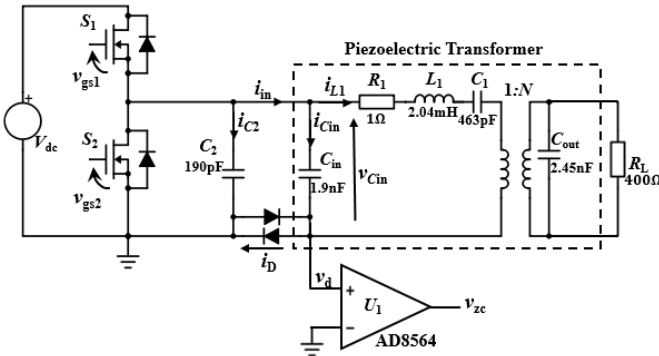 S1
vgs1
Vdc
+
S2
vgs2
iin
iC2
C2
190pF
Piezoelectric Transformer
iL1
R1
1Ω
L1
2.04mH
C1
463pF
1:N
iCin
Cin
1.9nF
vCin
Cout
2.45nF
RL
400Ω
iD
vd
+
−
U1
AD8564
vzc